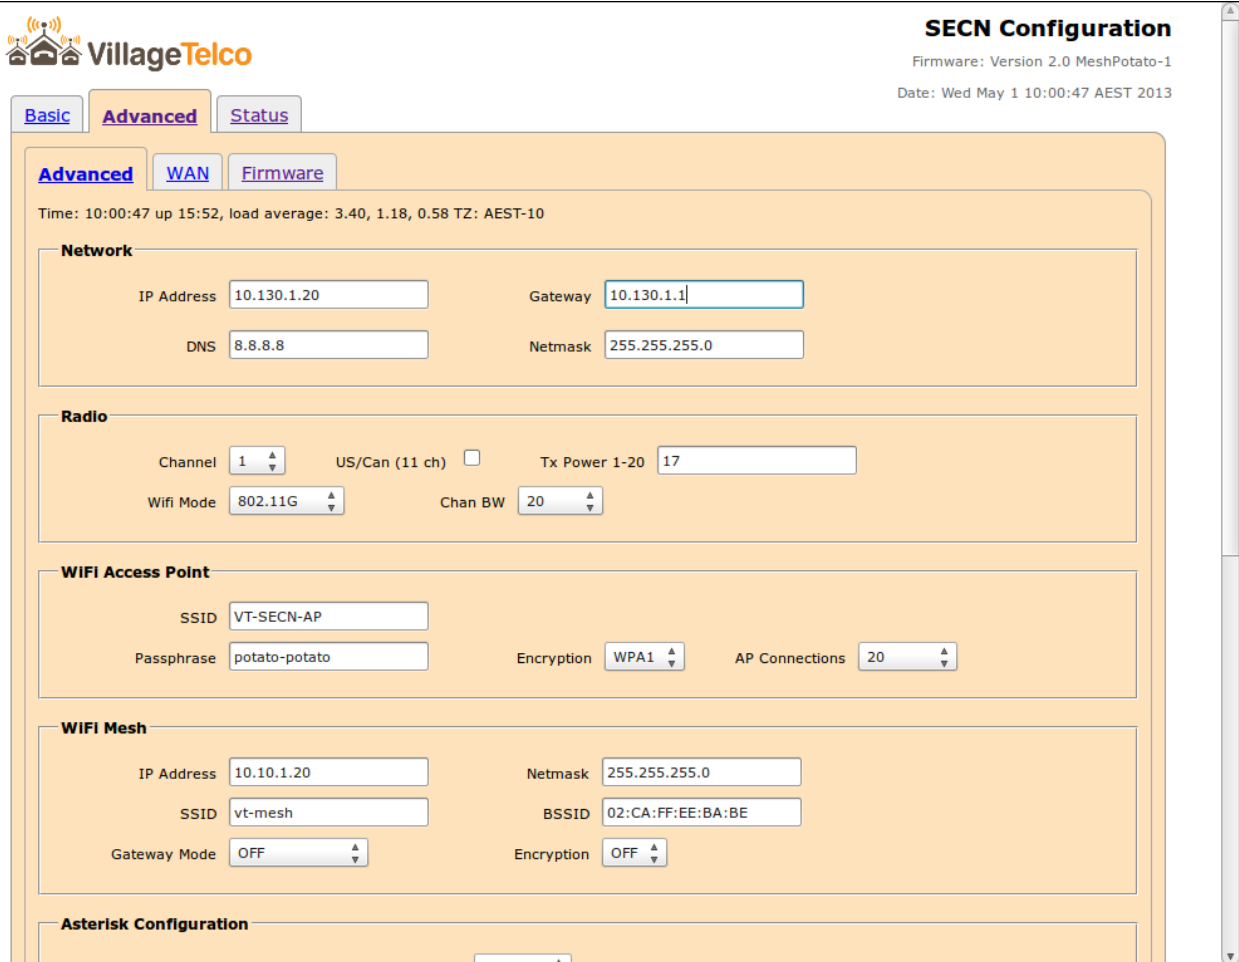 VillageTelco
SECN Configuration
Firmware: Version 2.0 MeshPotato-1
Date: Wed May 1 10:00:47 AEST 2013
Basic Advanced Status
Advanced WAN Firmware
Time: 10:00:47 up 15:52, load average: 3.40, 1.18, 0.58 TZ: AEST-10
Network
IP Address 10.130.1.20 Gateway 10.130.1.1
DNS 8.8.8.8 Netmask 255.255.255.0
Radio
Channel 1 US/Can (11 ch) Tx Power 1-20 17
Wifi Mode 802.11G Chan BW 20
WiFi Access Point
SSID VT-SECN-AP
Passphrase potato-potato Encryption WPA1 AP Connections 20
WiFi Mesh
IP Address 10.10.1.20 Netmask 255.255.255.0
SSID vt-mesh BSSID 02:CA:FF:EE:BA:BE
Gateway Mode OFF Encryption OFF
Asterisk Configuration